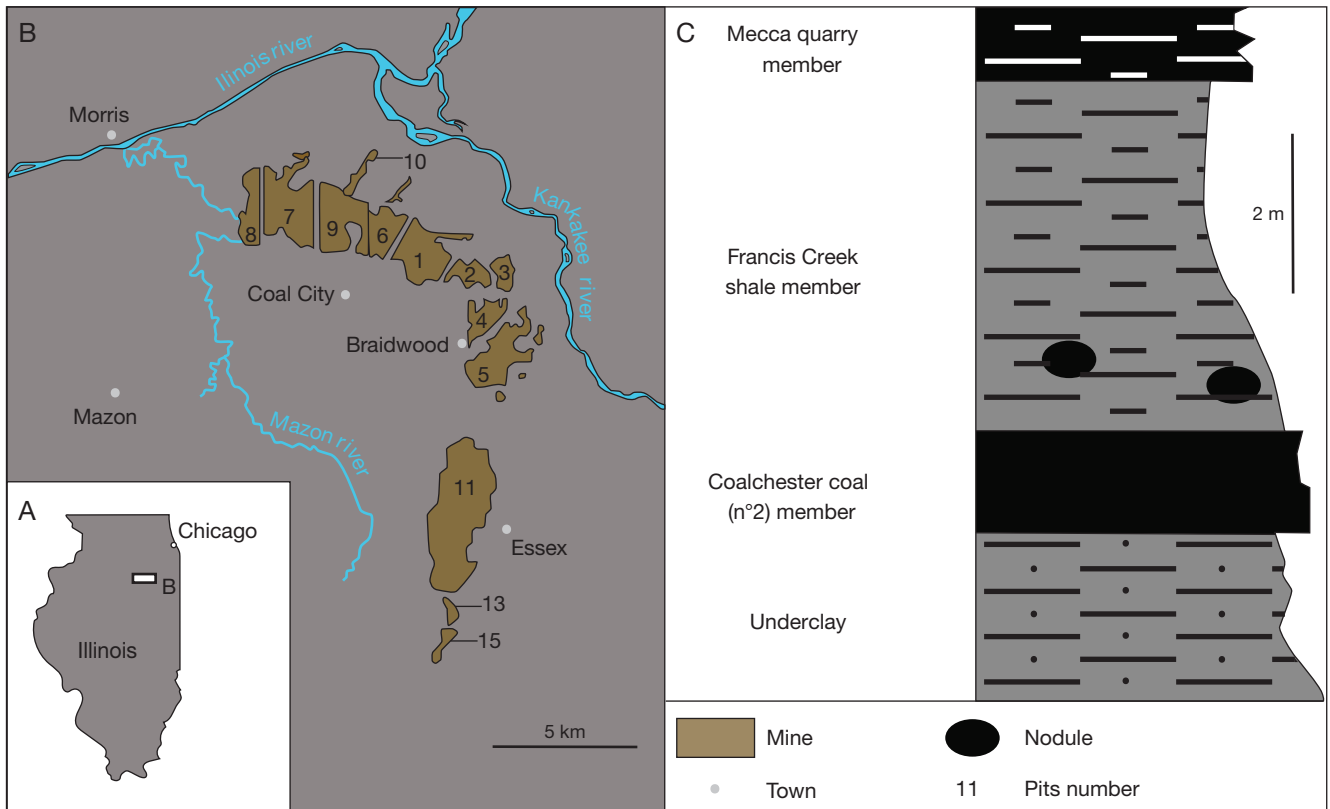 B
Illinois river
Morris
10
7
9
8
6
1
2
3
Kankakee river
Coal City
4
Braidwood
5
Mazon
Mazon river
11
Essex
13
15
5 km
A
Chicago
B
Illinois
C
Mecca quarry
member
2 m
Francis Creek
shale member
Coalchester coal
(n°2) member
Underclay
Mine
Nodule
Town
11
Pits number